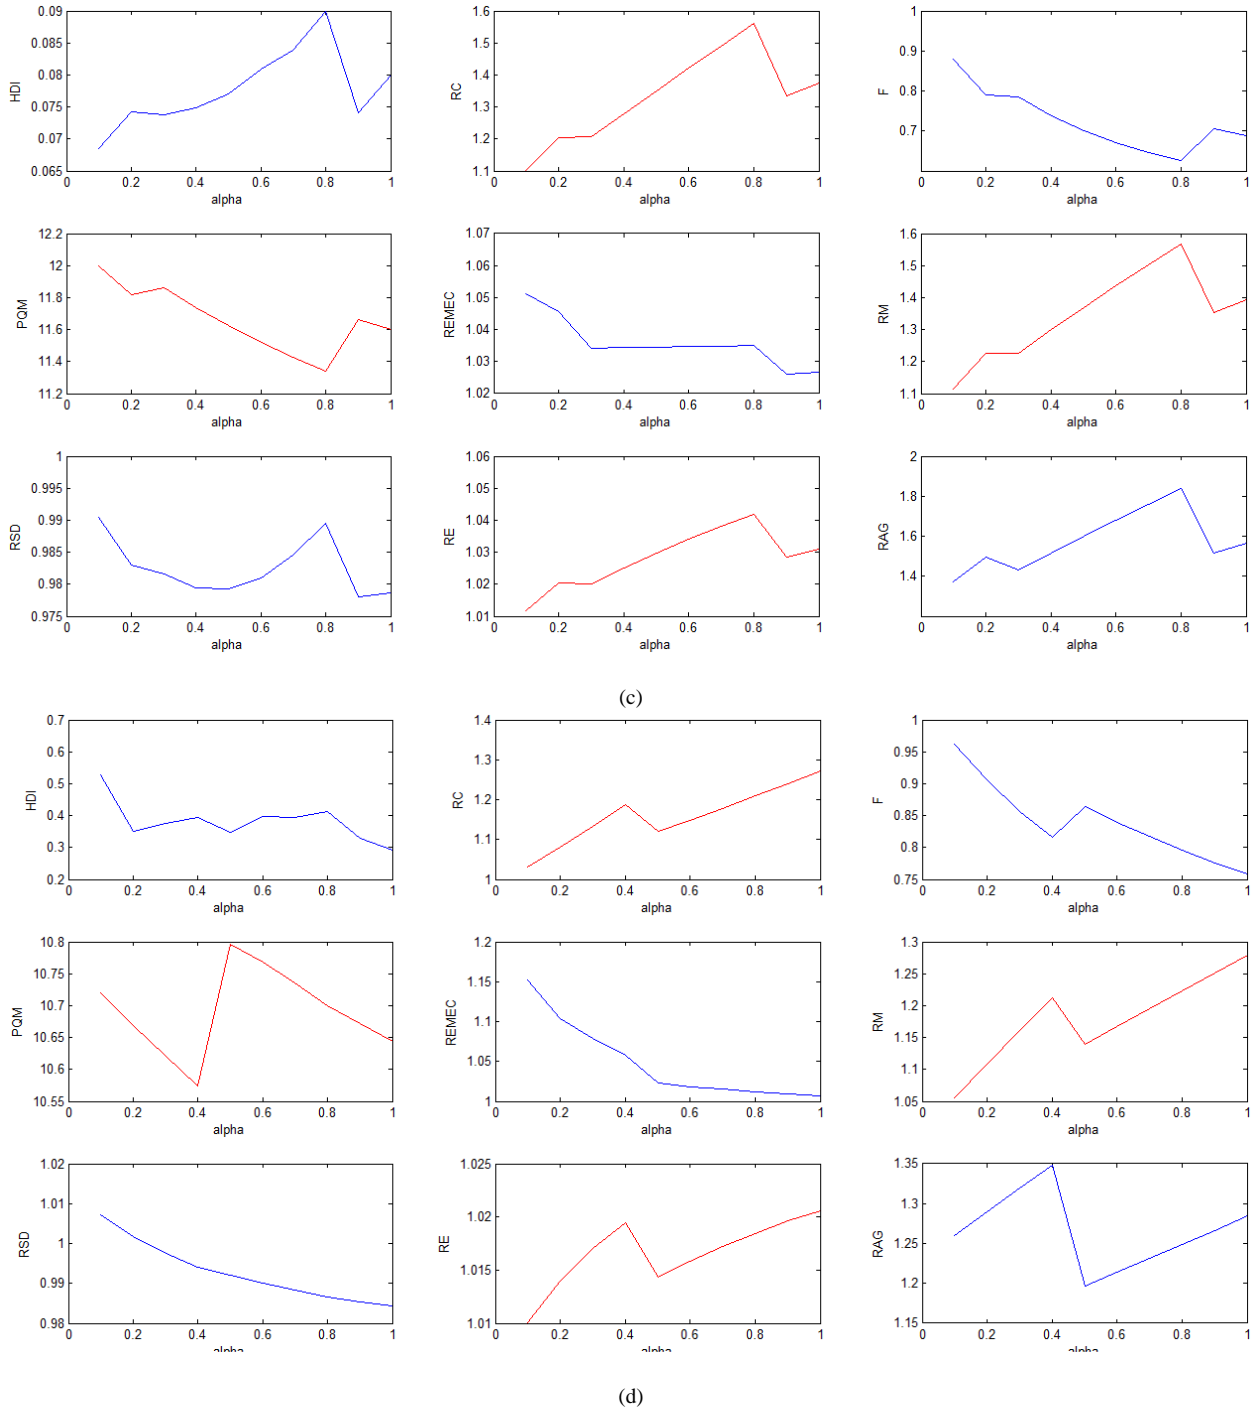 0.09 1.6 1
0.085 1.5 0.9
0.08 1.4 0.8
HDI RC F
0.075 1.3 0.7
0.07 1.2
0.065 1.1
0 0.2 0.4 0.6 0.8 1 0 0.2 0.4 0.6 0.8 1 0 0.2 0.4 0.6 0.8 1
alpha alpha alpha
12.2 1.07 1.6
12 1.06 1.5
11.8 1.05 1.4
PQM REMEC RM
11.6 1.04 1.3
11.4 1.03 1.2
11.2 1.02 1.1
0 0.2 0.4 0.6 0.8 1 0 0.2 0.4 0.6 0.8 1 0 0.2 0.4 0.6 0.8 1
alpha alpha alpha
1 1.06 2
0.995 1.05 1.8
0.99 1.04 1.6
RSD RE RAG
0.985 1.03 1.4
0.98 1.02
0.975 1.01
0 0.2 0.4 0.6 0.8 1 0 0.2 0.4 0.6 0.8 1 0 0.2 0.4 0.6 0.8 1
alpha alpha alpha
(c)
0.7 1.4 1
0.6 1.3 0.95
0.5 1.2 0.9
HDI RC F
0.4 1.1 0.85
0.3 1 0.8
0.2 0.75
0 0.2 0.4 0.6 0.8 1 0 0.2 0.4 0.6 0.8 1 0 0.2 0.4 0.6 0.8 1
alpha alpha alpha
10.8 1.2 1.3
10.75 1.15 1.25
10.7 1.1 1.2
PQM REMEC RM
10.65 1.05 1.15
10.6 1 1.1
10.55 1.05
0 0.2 0.4 0.6 0.8 1 0 0.2 0.4 0.6 0.8 1 0 0.2 0.4 0.6 0.8 1
alpha alpha alpha
1.02 1.025 1.35
1.01 1.02 1.3
RSD RE RAG
1 1.015 1.25
0.99 1.01 1.2
0.98 1.15
0 0.2 0.4 0.6 0.8 1 0 0.2 0.4 0.6 0.8 1 0 0.2 0.4 0.6 0.8 1
alpha alpha alpha
(d)